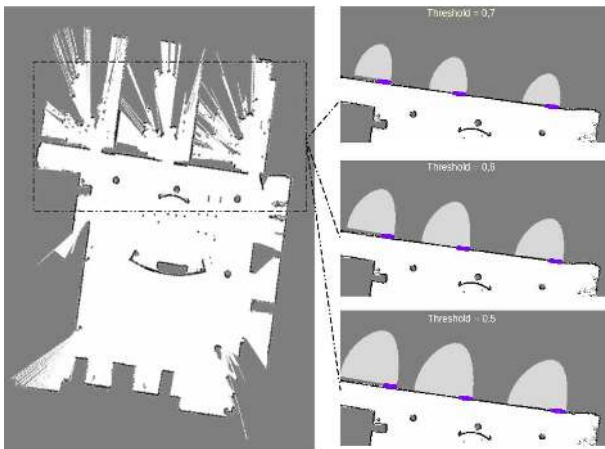 Threshold = 0,7
Threshold = 0,6
Threshold = 0.5